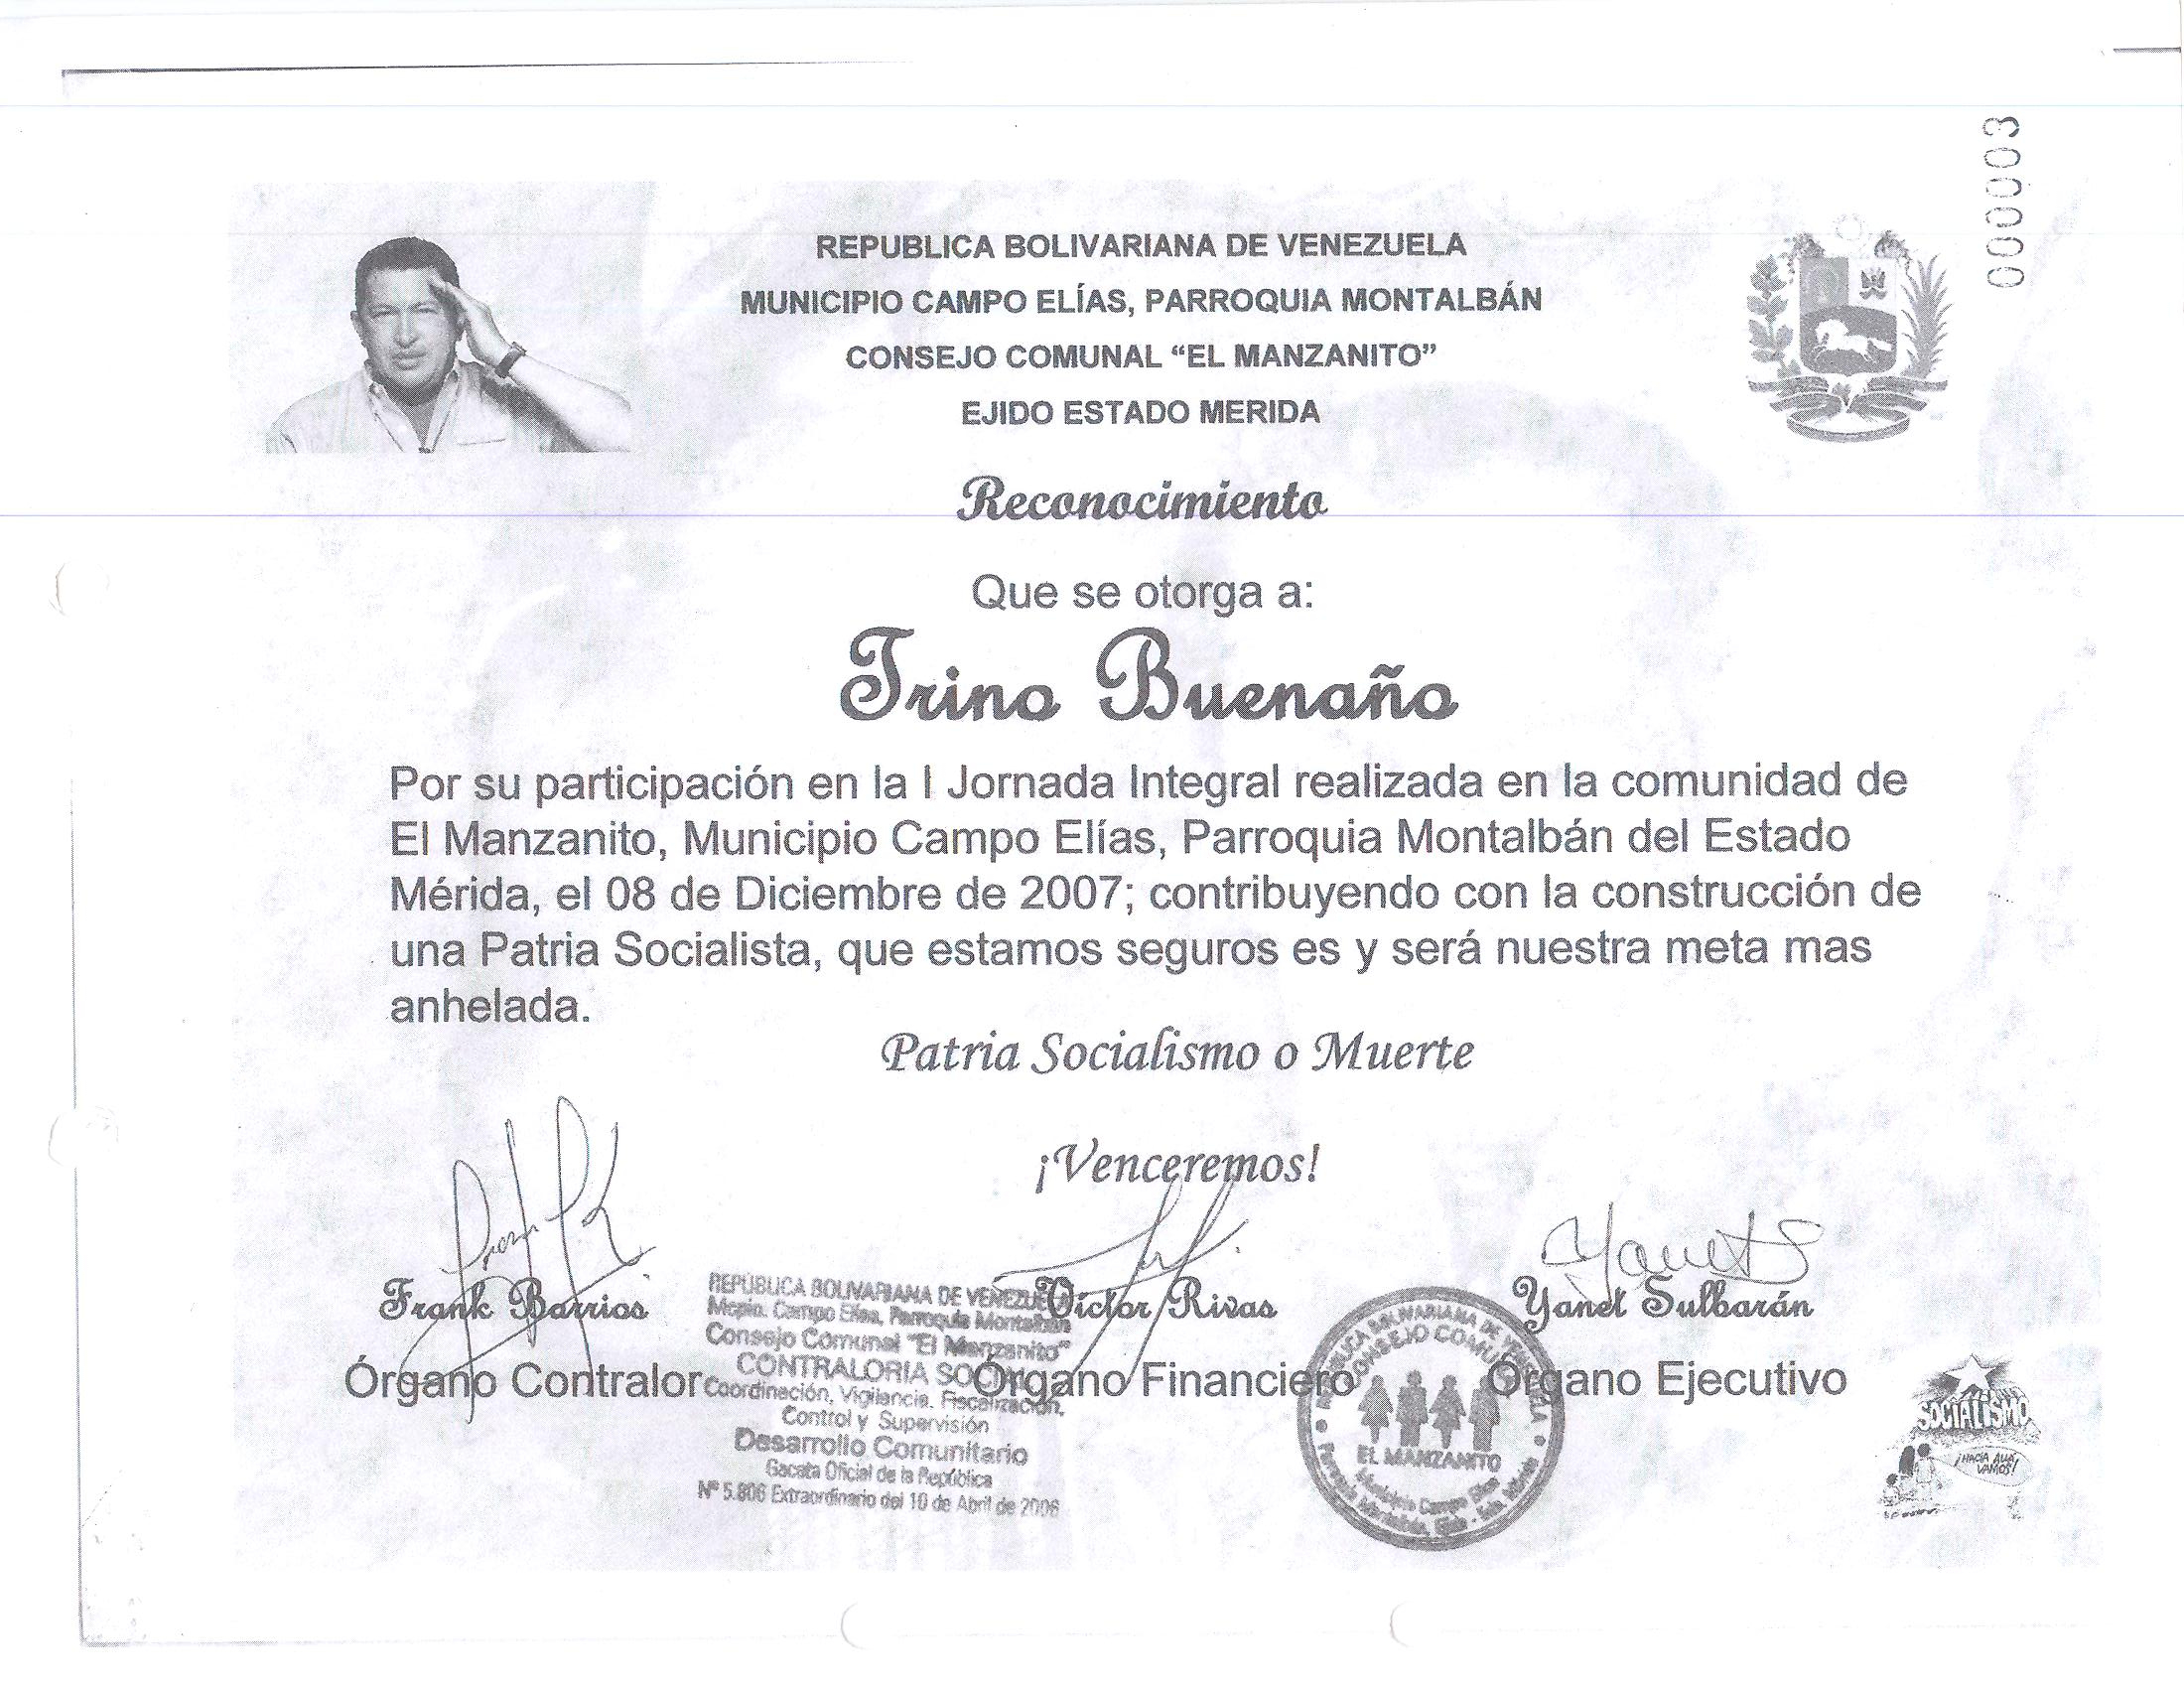 000003
REPUBLICA BOLIVARIANA DE VENEZUELA
MUNICIPIO CAMPO ELÍAS, PARROQUIA MONTALBÁN
CONSEJO COMUNAL “EL MANZANITO”
EJIDO ESTADO MERIDA
Reconocimiento
Que se otorga a:
Trino Buenaño
Por su participación en la I Jornada Integral realizada en la comunidad de
El Manzanito, Municipio Campo Elías, Parroquia Montalbán del Estado
Mérida, el 08 de Diciembre de 2007; contribuyendo con la construcción de
una Patria Socialista, que estamos seguros es y será nuestra meta mas
anhelada.
Patria Socialismo o Muerte
¡Venceremos!
Frank Barrios
Órgano Contralor
Víctor Rivas
Órgano Financiero
Yanet Sulbarán
Órgano Ejecutivo
REPÚBLICA BOLIVARIANA DE VENEZUE
Mcpio. Campo Elías, Parroquia Montalbán
Consejo Comunal "El Manzanito"
CONTRALORIA SOCI
Coordinación, Vigilancia, Fiscalización,
Control y Supervisión
Desarrollo Comunitario
Gaceta Oficial de la República
Nº 5.806 Extraordinario del 10 de Abril de 2006
REPÚBLICA BOLIVARIANA DE VENEZUELA
CONSEJO COMUNAL
EL MANZANITO
Municipio Campo Elías
Parroquia Montalbán, Ejido - Edo. Mérida
SOCIALISMO
¡HACIA ALLÁ
VAMOS!